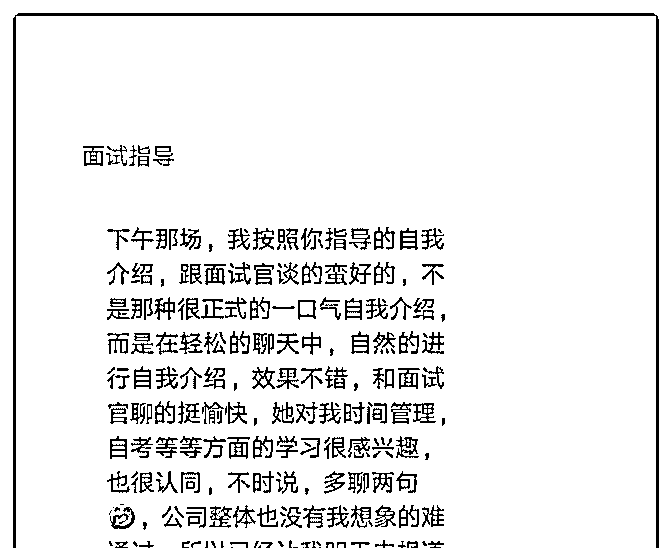 面试指导
下午那场，我按照你指导的自我
介绍，跟面试官谈的蛮好的，不
是那种很正式的一口气自我介绍，
而是在轻松的聊天中，自然的进
行自我介绍，效果不错，和面试
官聊的挺愉快，她对我时间管理，
自考等等方面的学习很感兴趣，
也很认同，不时说，多聊两句
，公司整体也没有我想象的难